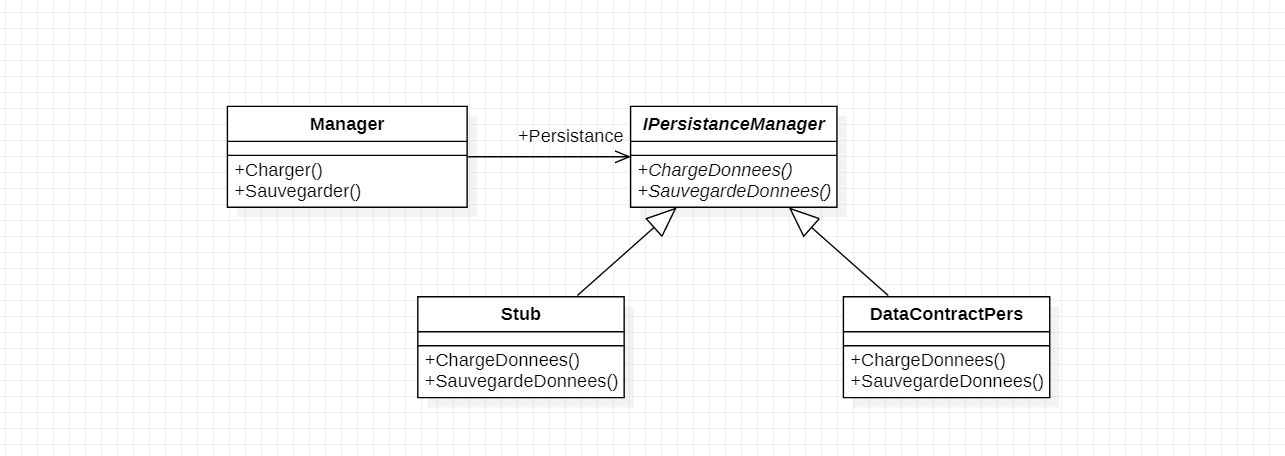 Manager
+Charger()
+Sauvegarder()
+Persistance
IPersistanceManager
+ChargeDonnees()
+SauvegardeDonnees()
Stub
+ChargeDonnees()
+SauvegardeDonnees()
DataContractPers
+ChargeDonnees()
+SauvegardeDonnees()